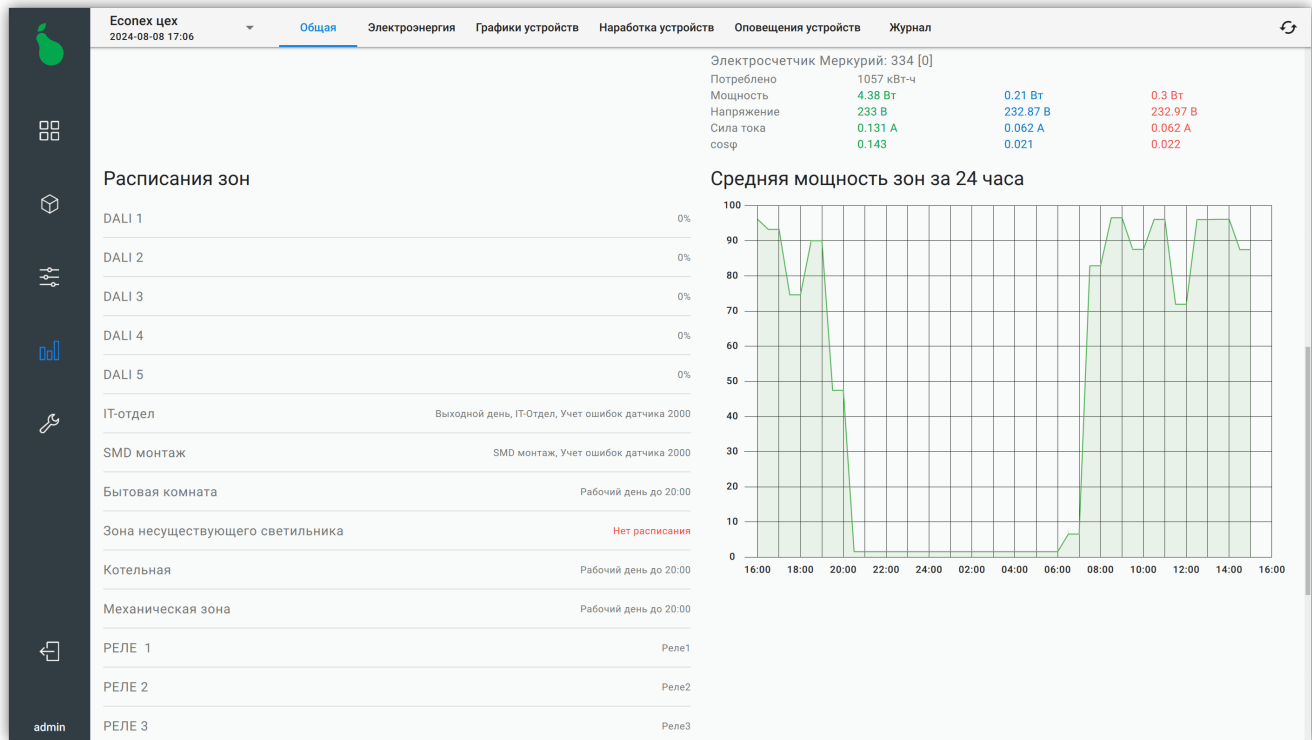 Econex цех
2024-08-08 17:06
Общая Электроэнергия Графики устройств Наработка устройств Оповещения устройств Журнал
Электросчетчик Меркурий: 334 [0]
Потреблено 1057 кВт-ч
Мощность 4.38 Вт 0.21 Вт 0.3 Вт
Напряжение 233 В 232.87 В 232.97 В
Сила тока 0.131 А 0.062 А 0.062 А
cosφ 0.143 0.021 0.022
Расписания зон
DALI 1 0%
DALI 2 0%
DALI 3 0%
DALI 4 0%
DALI 5 0%
IT-отдел Выходной день, IT-Отдел, Учет ошибок датчика 2000
SMD монтаж SMD монтаж, Учет ошибок датчика 2000
Бытовая комната Рабочий день до 20:00
Зона несуществующего светильника Нет расписания
Котельная Рабочий день до 20:00
Механическая зона Рабочий день до 20:00
РЕЛЕ 1 Реле1
РЕЛЕ 2 Реле2
РЕЛЕ 3 Реле3
Средняя мощность зон за 24 часа
100
90
80
70
60
50
40
30
20
10
0
16:00 18:00 20:00 22:00 24:00 02:00 04:00 06:00 08:00 10:00 12:00 14:00 16:00
admin